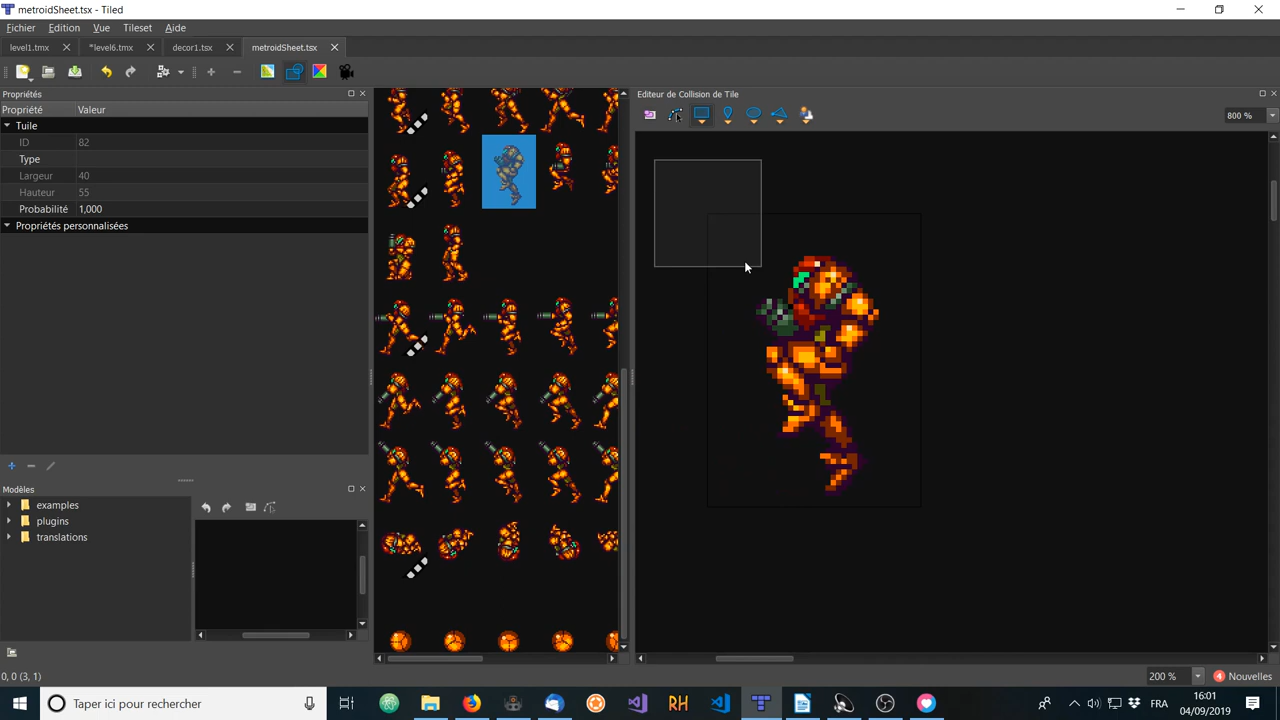 metroidSheet.tsx - Tiled
Fichier Edition Vue Tileset Aide
level1.tmx *level6.tmx decor1.tsx metroidSheet.tsx
Propriétés
Propriété Valeur
Tuile
ID 82
Type
Largeur 40
Hauteur 55
Probabilité 1,000
Propriétés personnalisées
Editeur de Collision de Tile
800 %
Modèles
examples
plugins
translations
0, 0 (3, 1)
200 %
4 Nouvelles
Taper ici pour rechercher
RH
FRA
16:01
04/09/2019